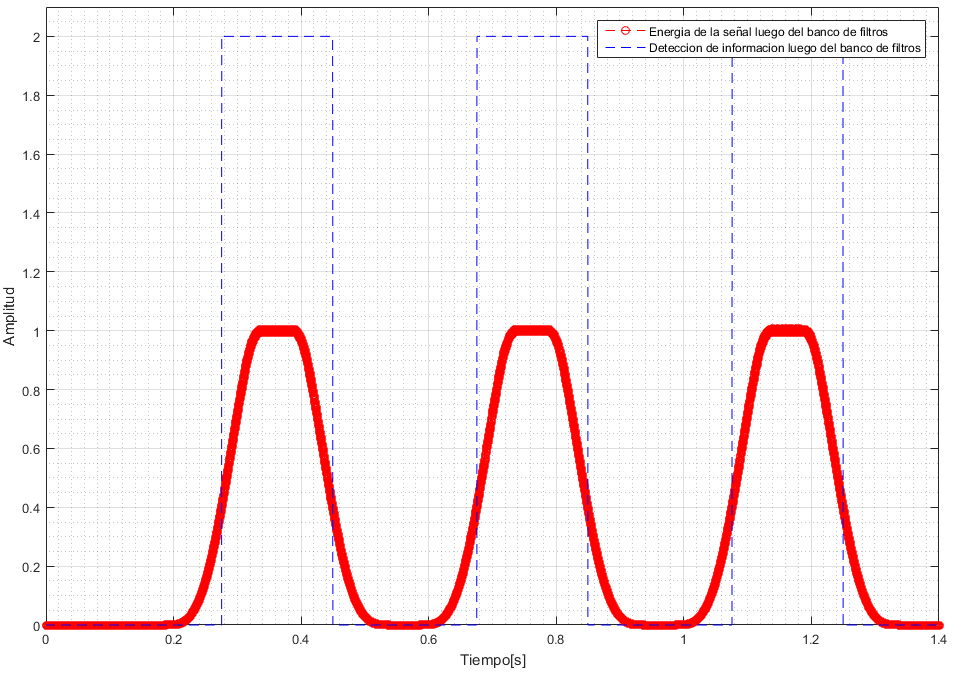 Energia de la señal luego del banco de filtros
Deteccion de informacion luego del banco de filtros
2
1.8
1.6
1.4
1.2
1
0.8
0.6
0.4
0.2
0
Amplitud
0 0.2 0.4 0.6 0.8 1 1.2 1.4
Tiempo[s]